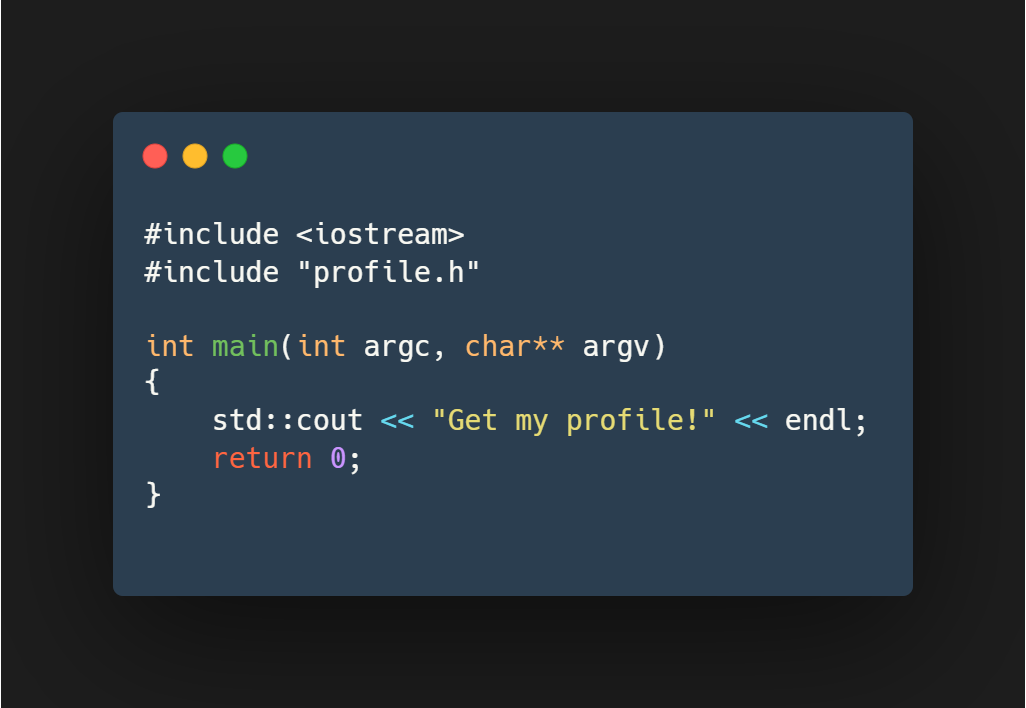 #include <iostream>
#include "profile.h"
int main(int argc, char** argv)
{
    std::cout << "Get my profile!" << endl;
    return 0;
}